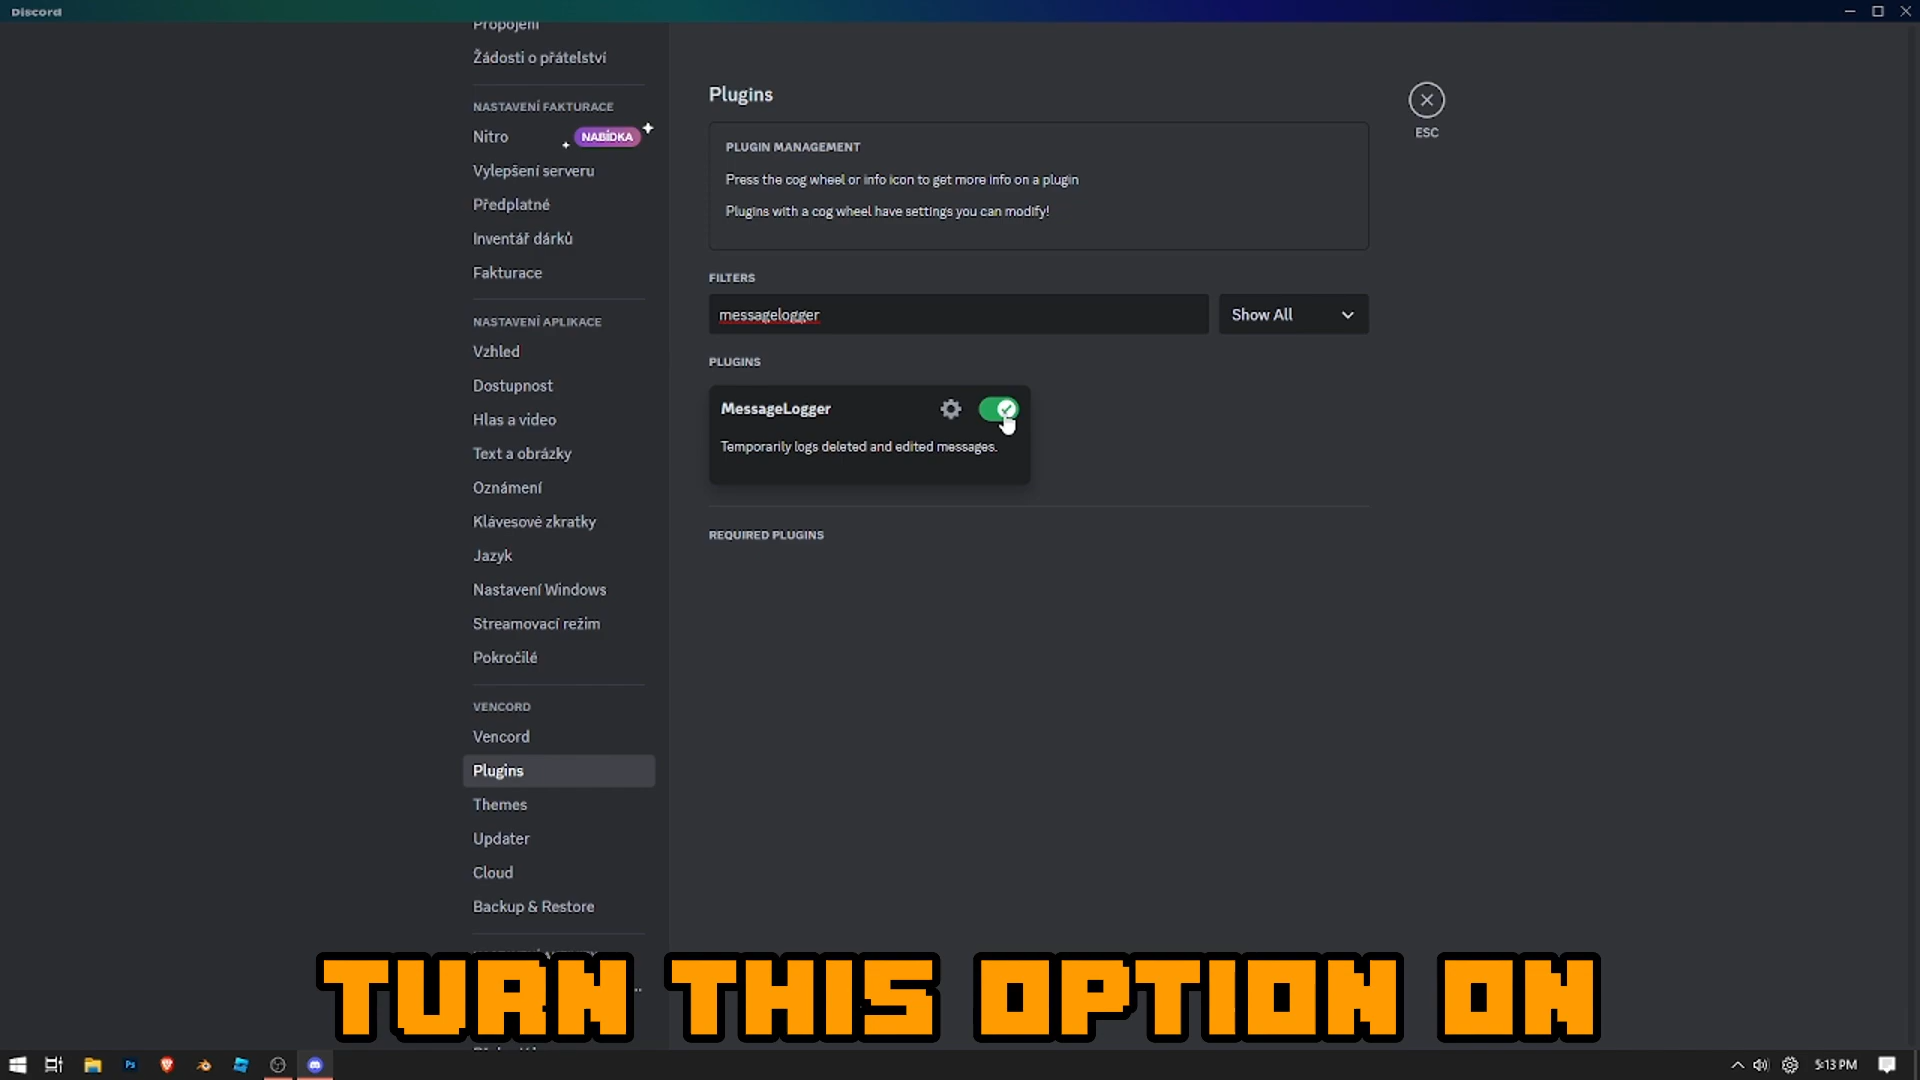 Discord
Propojení
Žádosti o přátelství
NASTAVENÍ FAKTURACE
Nitro
NABÍDKA
Vylepšení serveru
Předplatné
Inventář dárků
Fakturace
NASTAVENÍ APLIKACE
Vzhled
Dostupnost
Hlas a video
Text a obrázky
Oznámení
Klávesové zkratky
Jazyk
Nastavení Windows
Streamovací režim
Pokročilé
VENCORD
Vencord
Plugins
Themes
Updater
Cloud
Backup & Restore
Plugins
ESC
PLUGIN MANAGEMENT
Press the cog wheel or info icon to get more info on a plugin
Plugins with a cog wheel have settings you can modify!
FILTERS
messagelogger
Show All
PLUGINS
MessageLogger
Temporarily logs deleted and edited messages.
REQUIRED PLUGINS
TURN THIS OPTION ON
Ps
5:13 PM